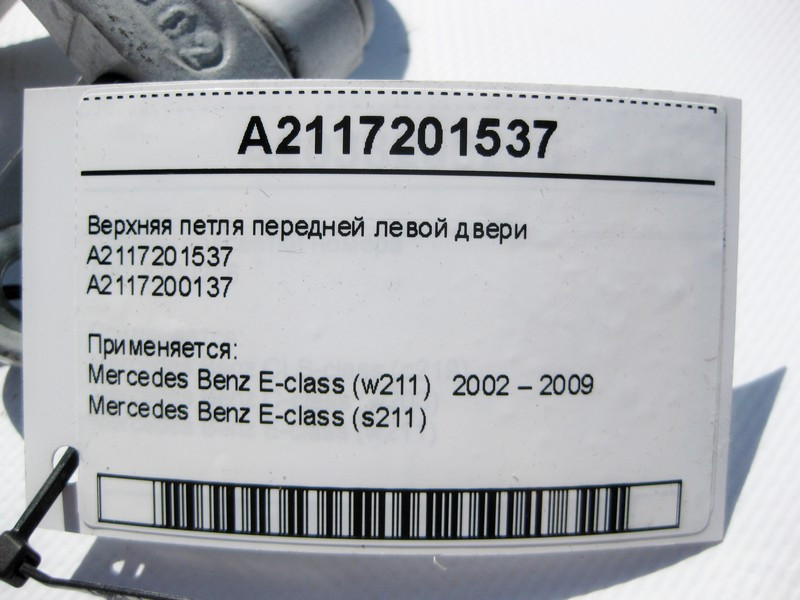 A2117201537
Верхняя петля передней левой двери
A2117201537
A2117200137
Применяется:
Mercedes Benz E-class (w211) 2002 – 2009
Mercedes Benz E-class (s211)